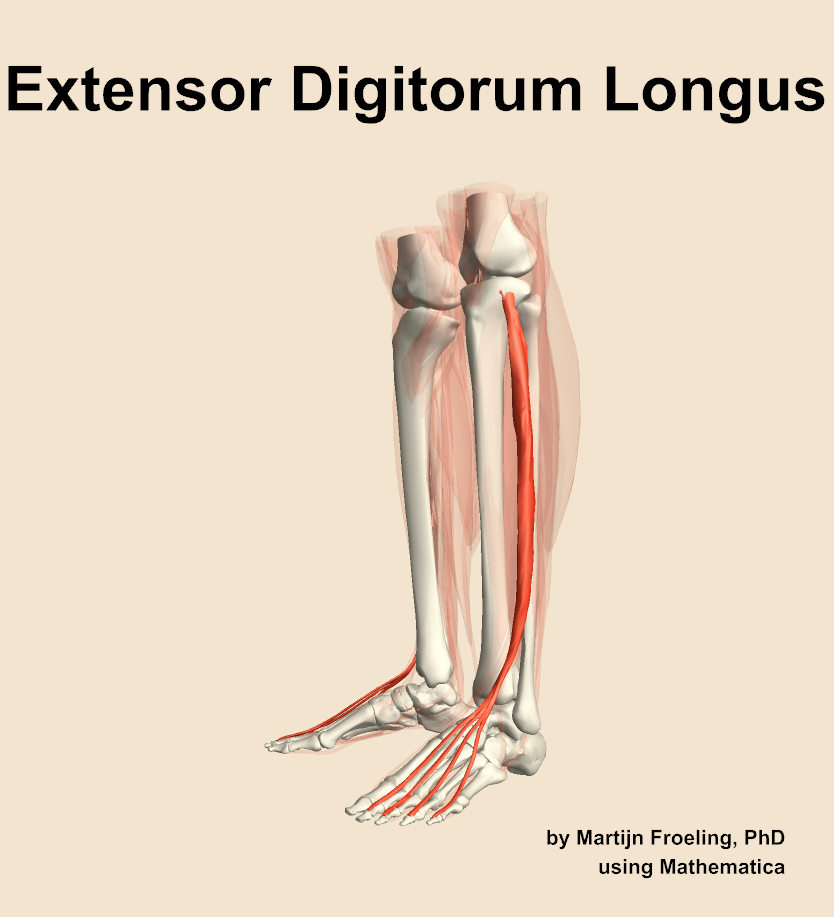 Extensor Digitorum Longus
by Martijn Froeling, PhD
using Mathematica